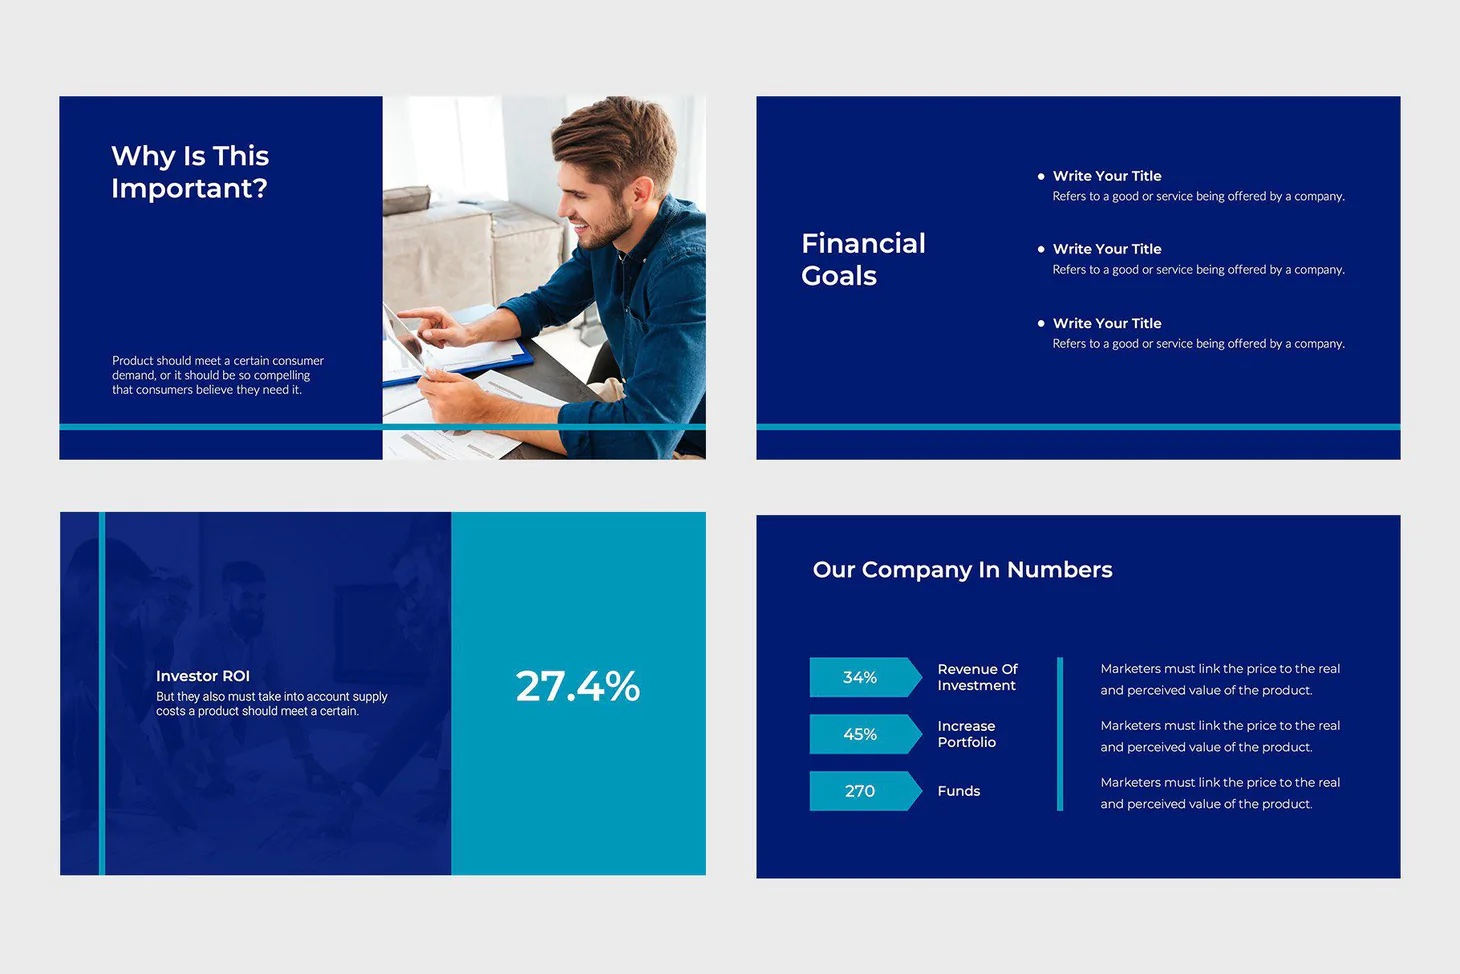 Why Is This
Important?
Product should meet a certain consumer
demand, or it should be so compelling
that consumers believe they need it.
Financial
Goals
Write Your Title
Refers to a good or service being offered by a company.
Write Your Title
Refers to a good or service being offered by a company.
Write Your Title
Refers to a good or service being offered by a company.
Investor ROI
But they also must take into account supply
costs a product should meet a certain.
27.4%
Our Company In Numbers
34%
Revenue Of
Investment
Marketers must link the price to the real
and perceived value of the product.
45%
Increase
Portfolio
Marketers must link the price to the real
and perceived value of the product.
270
Funds
Marketers must link the price to the real
and perceived value of the product.